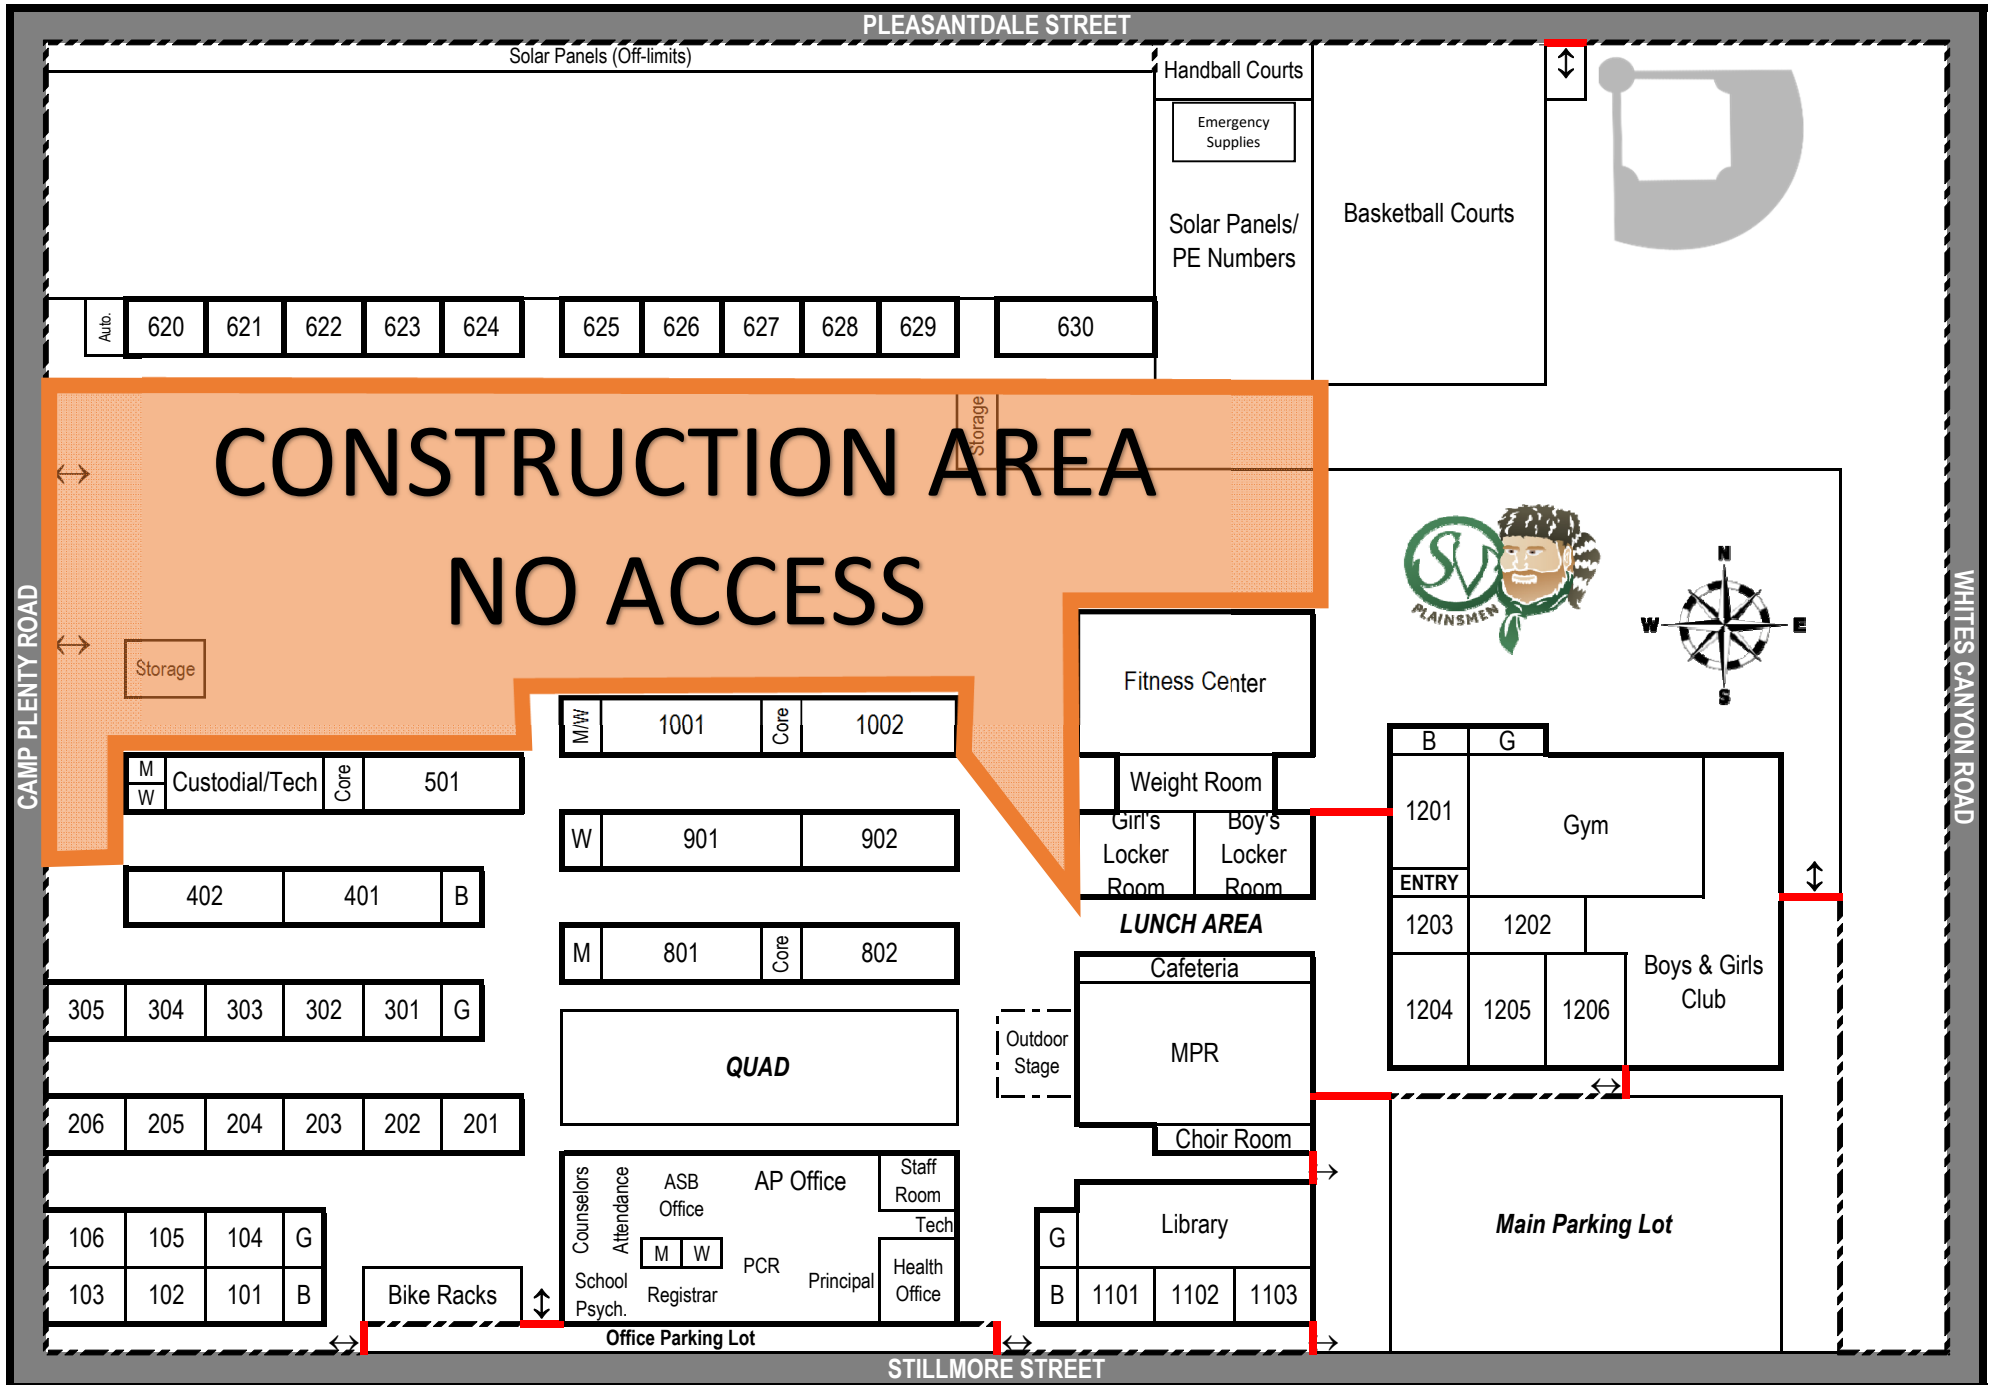 PLEASANTDALE STREET
Solar Panels (Off-limits)
Handball Courts
Emergency
Supplies
Solar Panels/
PE Numbers
Basketball Courts
Auto.
620
621
622
623
624
625
626
627
628
629
630
Storage
CONSTRUCTION AREA
NO ACCESS
SV
PLAINSMEN
N
W
E
S
CAMP PLENTY ROAD
WHITES CANYON ROAD
Storage
Fitness Center
M/W
1001
Core
1002
M
W
Custodial/Tech
Core
501
Weight Room
B
G
1201
Gym
W
901
902
Girl's
Locker
Room
Boy's
Locker
Room
ENTRY
402
401
B
LUNCH AREA
1203
1202
M
801
Core
802
Cafeteria
Boys & Girls
Club
305
304
303
302
301
G
1204
1205
1206
QUAD
Outdoor
Stage
MPR
206
205
204
203
202
201
Choir Room
Counselors
Attendance
ASB
Office
AP Office
Staff
Room
Tech
M
W
PCR
School
Psych.
Registrar
Principal
Health
Office
106
105
104
G
103
102
101
B
Bike Racks
G
Library
B
1101
1102
1103
Main Parking Lot
Office Parking Lot
STILLMORE STREET